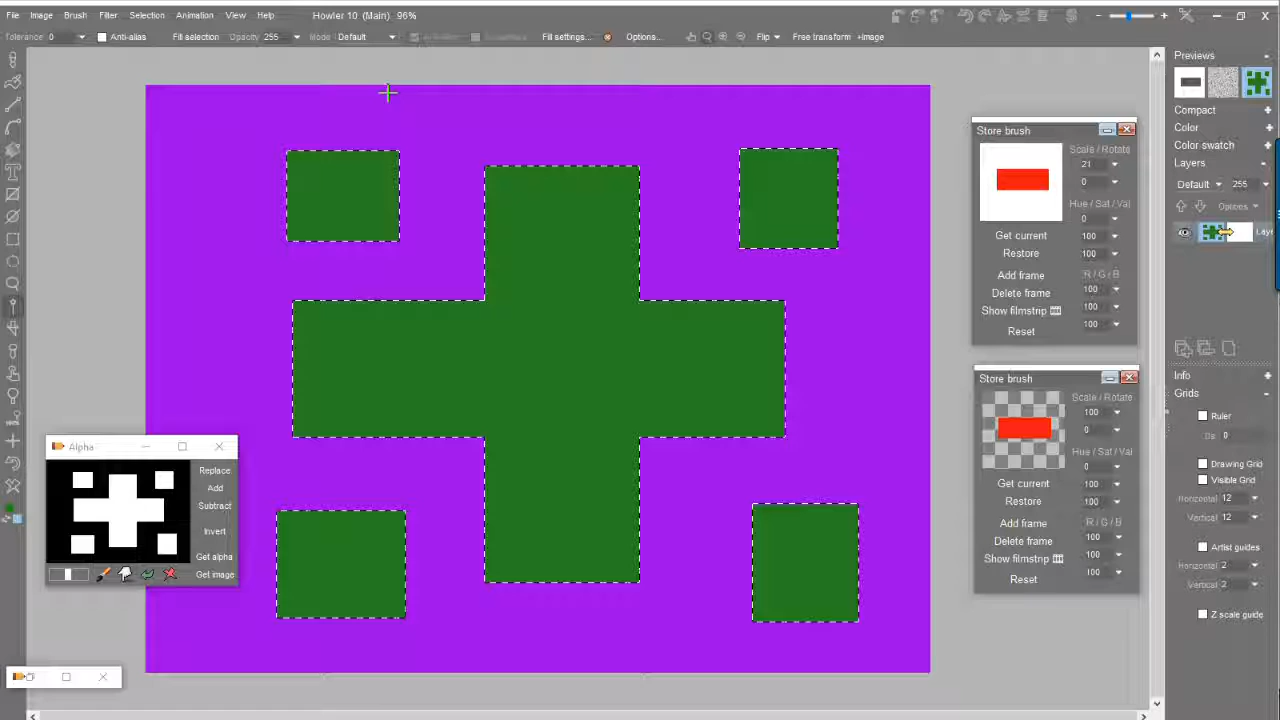 File Image Brush Filter Selection Animation View Help Howler 10 (Main) 96%
Tolerance 0 Anti-alias Fill selection Opacity 255 Mode Default Fill settings... Options... Flip Free transform +Image
Previews
Compact
Color
Color swatch
Layers
Default 255
Options
Laye
Info
Grids
Ruler
0
Drawing Grid
Visible Grid
Horizontal 12
Vertical 12
Artist guides
Horizontal 2
Vertical 2
Z scale guide
Store brush
Scale / Rotate
21
0
Hue / Sat / Val
0
Get current 100
Restore 100
Add frame R / G / B
Delete frame 100
Show filmstrip 100
Reset 100
Store brush
Scale / Rotate
100
0
Hue / Sat / Val
0
Get current 100
Restore 100
Add frame R / G / B
Delete frame 100
Show filmstrip 100
Reset 100
Alpha
Replace
Add
Subtract
Invert
Get alpha
Get image